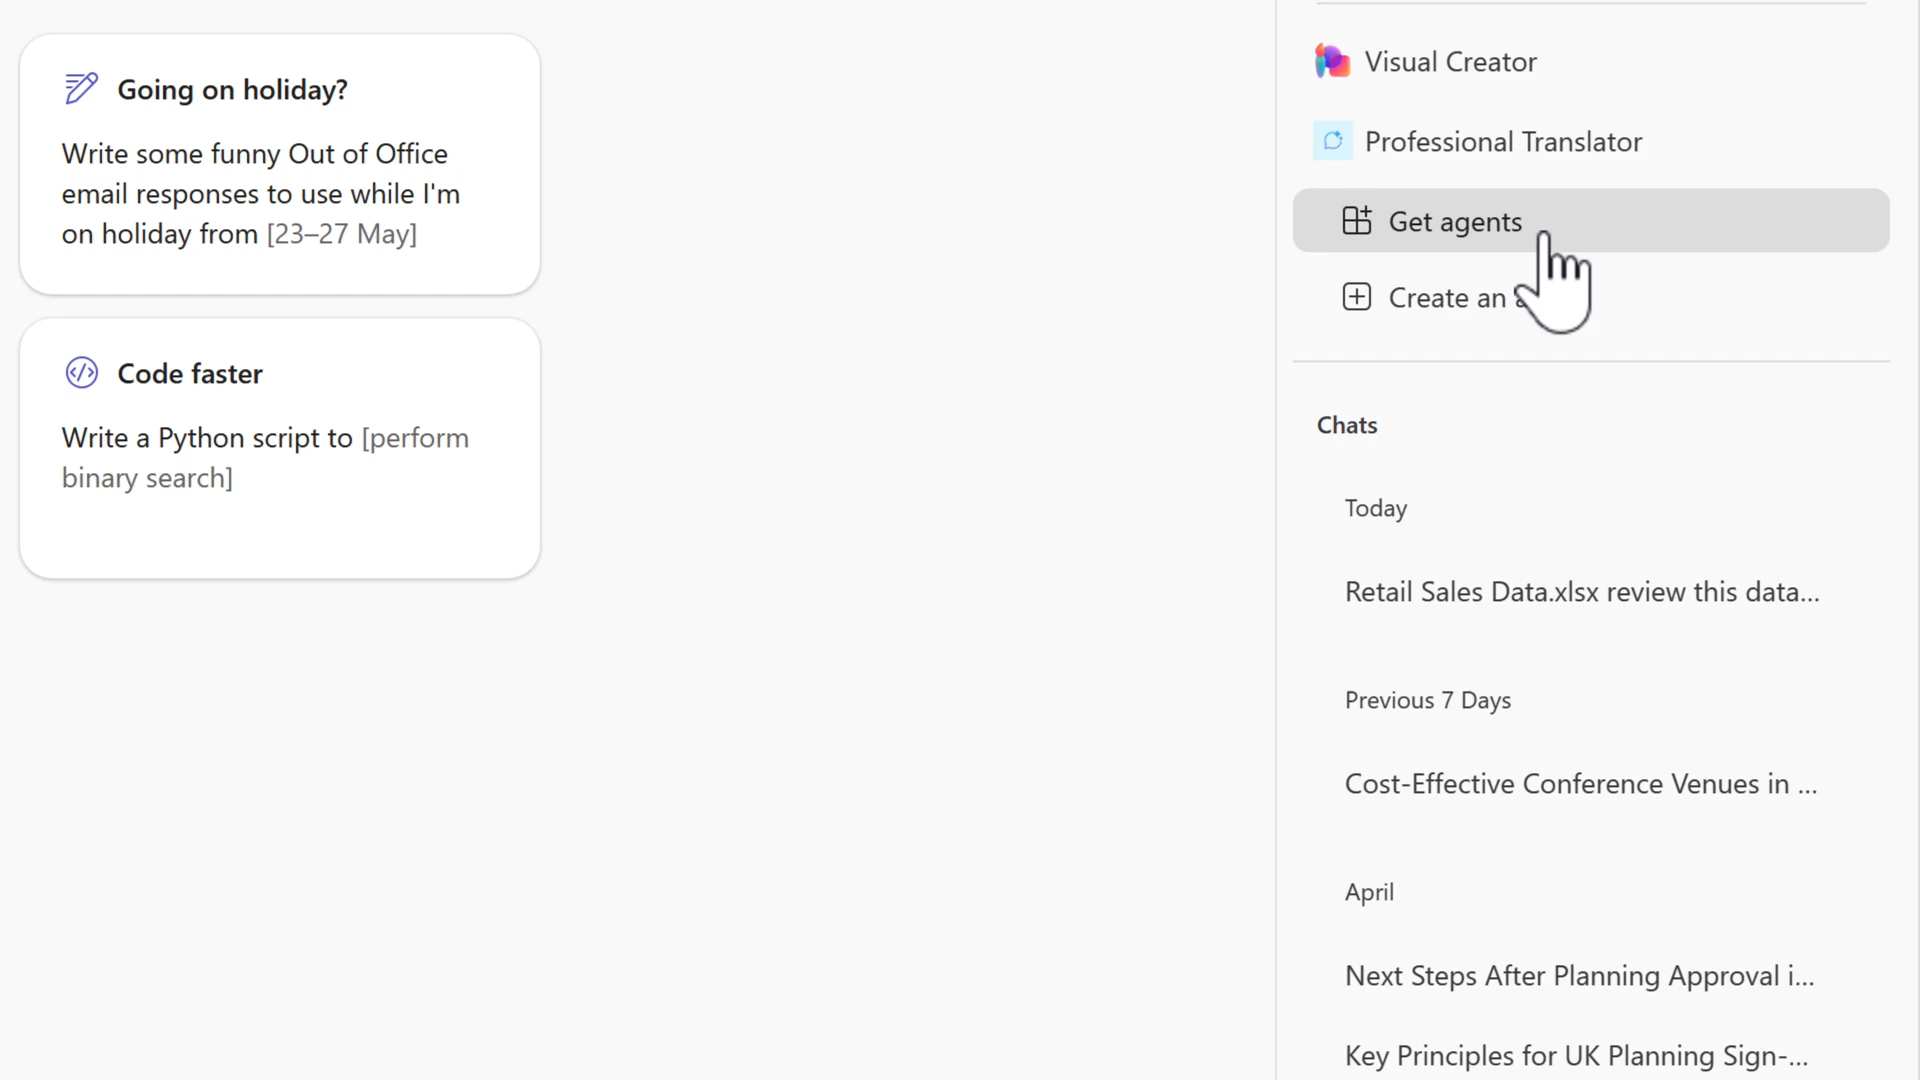 Going on holiday?
Write some funny Out of Office
email responses to use while I'm
on holiday from [23–27 May]
Code faster
Write a Python script to [perform
binary search]
Visual Creator
Professional Translator
Get agents
Create an
Chats
Today
Retail Sales Data.xlsx review this data...
Previous 7 Days
Cost-Effective Conference Venues in ...
April
Next Steps After Planning Approval i...
Key Principles for UK Planning Sign-...